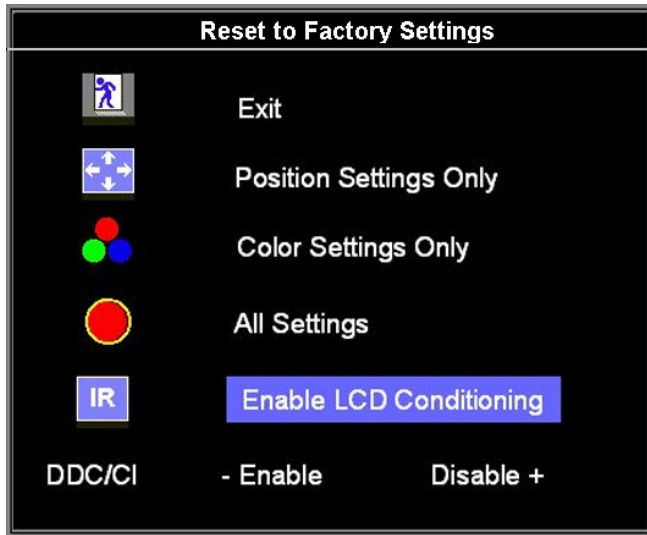 Reset to Factory Settings
Exit
Position Settings Only
Color Settings Only
All Settings
IR Enable LCD Conditioning
DDC/CI - Enable Disable +